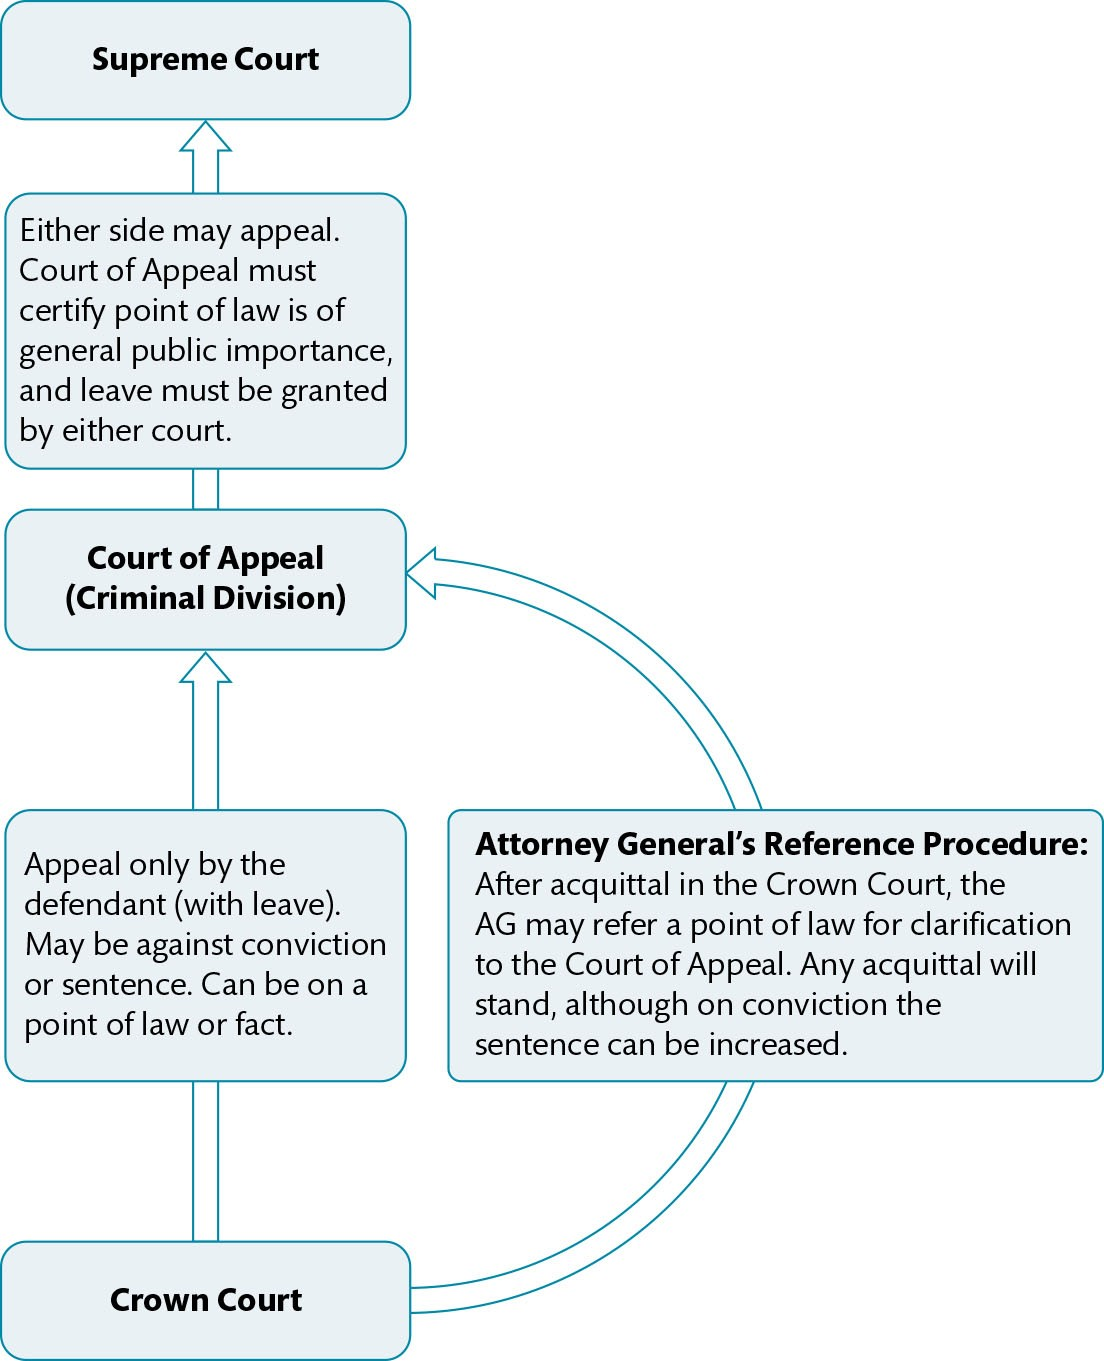 Supreme Court
Either side may appeal.
Court of Appeal must
certify point of law is of
general public importance,
and leave must be granted
by either court.
Court of Appeal
(Criminal Division)
Appeal only by the
defendant (with leave).
May be against conviction
or sentence. Can be on a
point of law or fact.
Attorney General’s Reference Procedure:
After acquittal in the Crown Court, the
AG may refer a point of law for clarification
to the Court of Appeal. Any acquittal will
stand, although on conviction the
sentence can be increased.
Crown Court